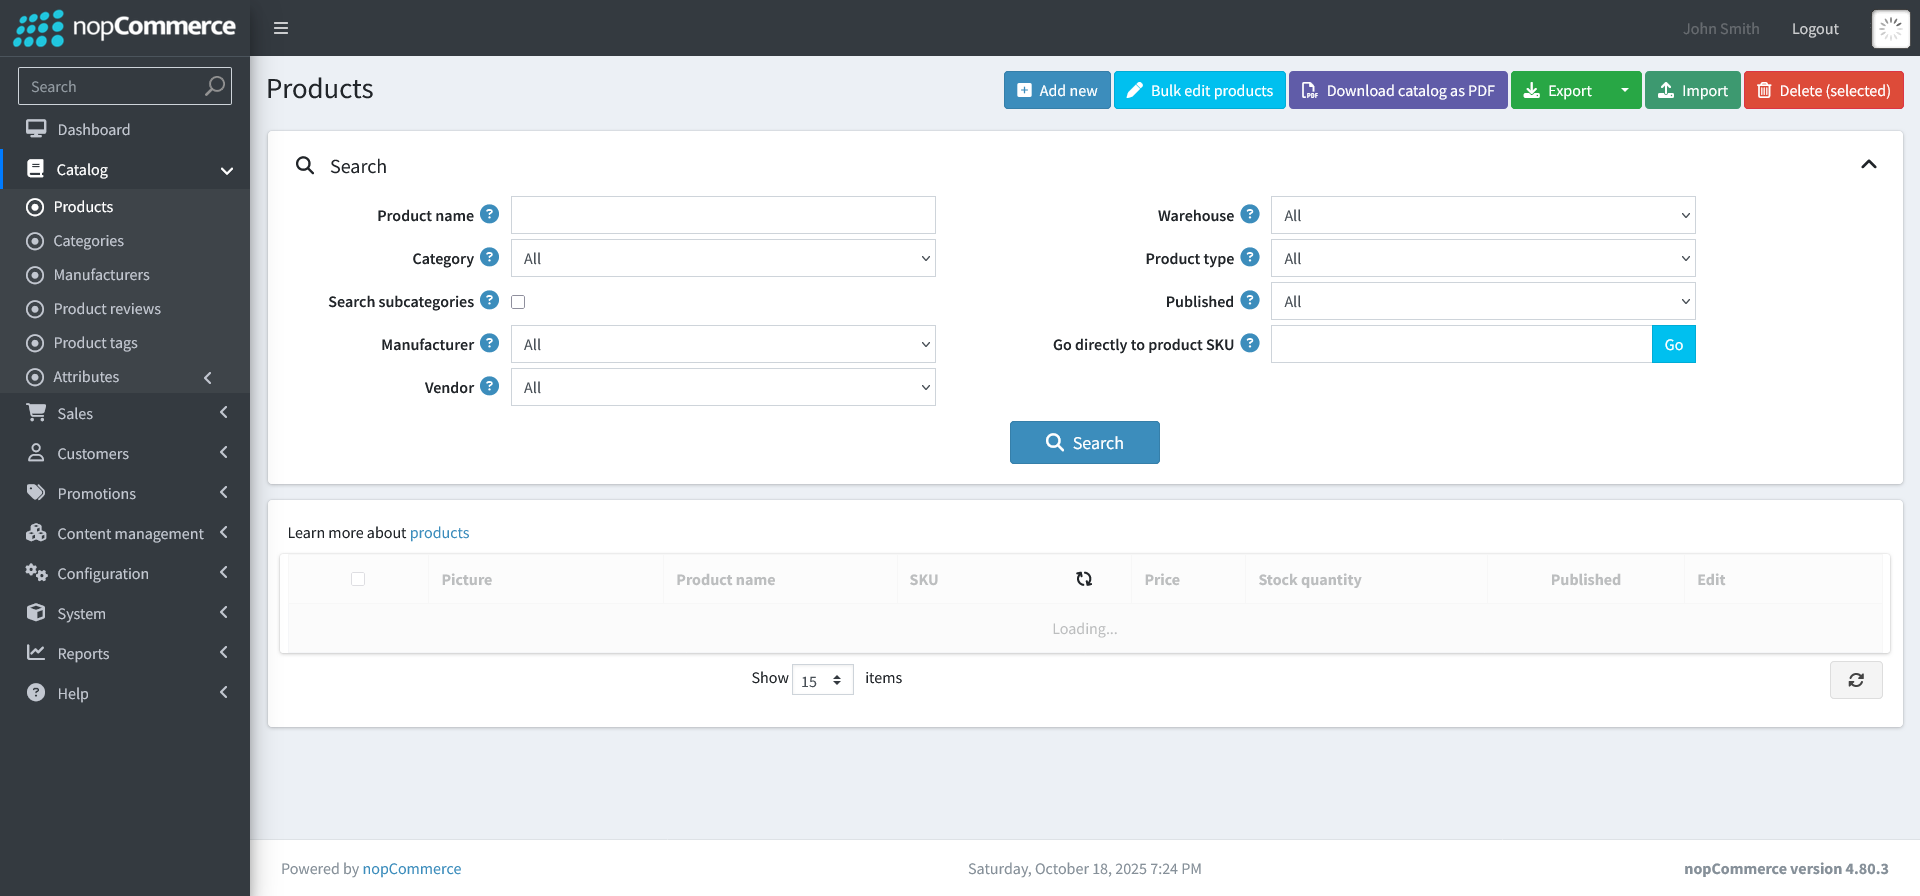 nopCommerce
John Smith
Logout
Search
Dashboard
Catalog
Products
Categories
Manufacturers
Product reviews
Product tags
Attributes
Sales
Customers
Promotions
Content management
Configuration
System
Reports
Help
Products
Add new
Bulk edit products
Download catalog as PDF
Export
Import
Delete (selected)
Search
Product name ?
Category ? All
Search subcategories ?
Manufacturer ? All
Vendor ? All
Warehouse ? All
Product type ? All
Published ? All
Go directly to product SKU ? Go
Search
Learn more about products
Picture Product name SKU Price Stock quantity Published Edit
Loading...
Show 15 items
Powered by nopCommerce
Saturday, October 18, 2025 7:24 PM
nopCommerce version 4.80.3